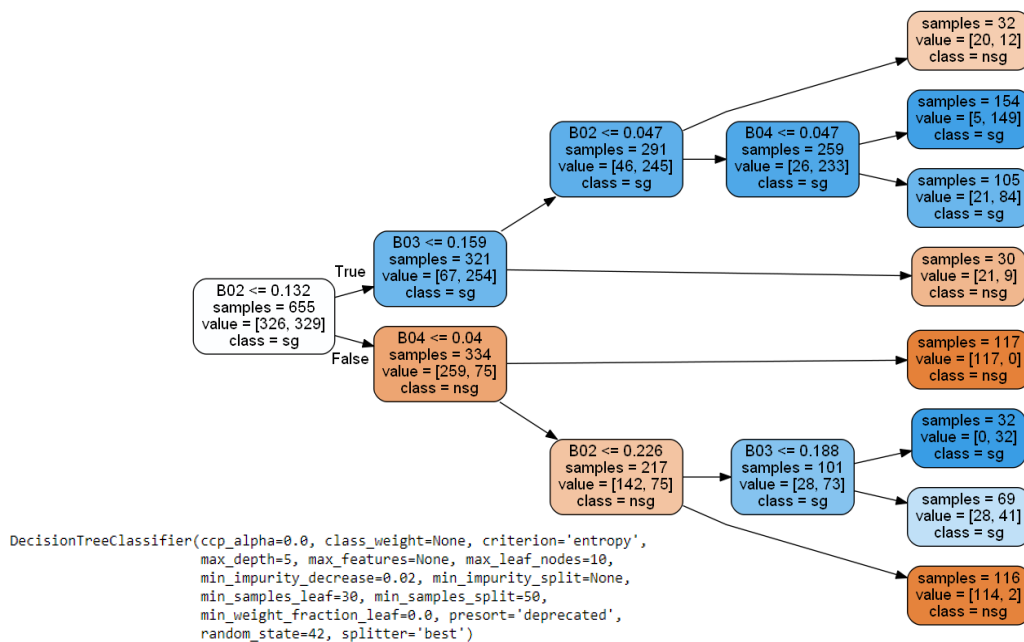 samples = 32
value = [20, 12]
class = nsg
samples = 154
value = [5, 149]
class = sg
B02 <= 0.047
samples = 291
value = [46, 245]
class = sg
B04 <= 0.047
samples = 259
value = [26, 233]
class = sg
samples = 105
value = [21, 84]
class = sg
B03 <= 0.159
samples = 321
value = [67, 254]
class = sg
samples = 30
value = [21, 9]
class = nsg
True
B02 <= 0.132
samples = 655
value = [326, 329]
class = sg
False
B04 <= 0.04
samples = 334
value = [259, 75]
class = nsg
samples = 117
value = [117, 0]
class = nsg
samples = 32
value = [0, 32]
class = sg
B02 <= 0.226
samples = 217
value = [142, 75]
class = nsg
B03 <= 0.188
samples = 101
value = [28, 73]
class = sg
samples = 69
value = [28, 41]
class = sg
samples = 116
value = [114, 2]
class = nsg
DecisionTreeClassifier(ccp_alpha=0.0, class_weight=None, criterion='entropy',
max_depth=5, max_features=None, max_leaf_nodes=10,
min_impurity_decrease=0.02, min_impurity_split=None,
min_samples_leaf=30, min_samples_split=50,
min_weight_fraction_leaf=0.0, presort='deprecated',
random_state=42, splitter='best')